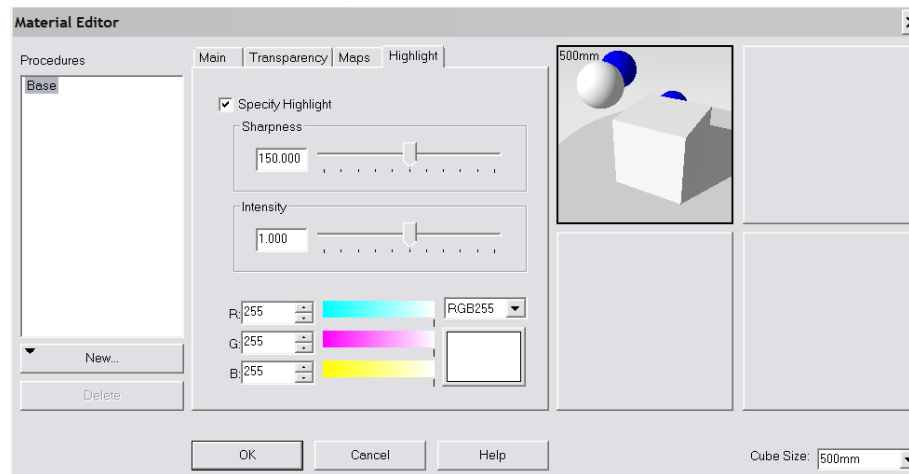 Material Editor
Procedures
Base
New...
Delete
Main Transparency Maps Highlight
Specify Highlight
Sharpness
150.000
Intensity
1.000
R: 255
G: 255
B: 255
RGB255
500mm
OK Cancel Help
Cube Size: 500mm